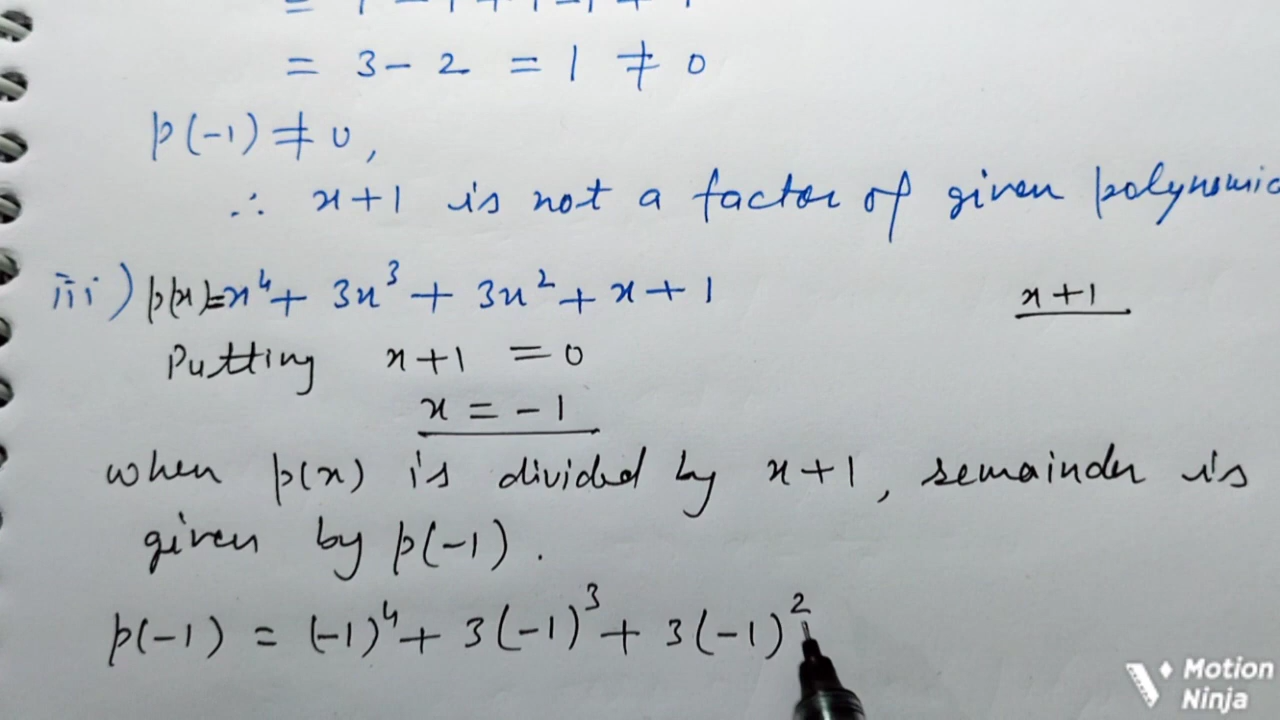 = 3 - 2 = 1 ≠ 0
p(-1) ≠ 0,
∴ x+1 is not a factor of given polynomia
iii) p(x)=x⁴+ 3x³ + 3x² + x + 1 x+1
Putting x+1 = 0
x = -1
when p(x) is divided by x+1, remainder is
given by p(-1).
p(-1) = (-1)⁴ + 3(-1)³ + 3(-1)²
Motion
Ninja